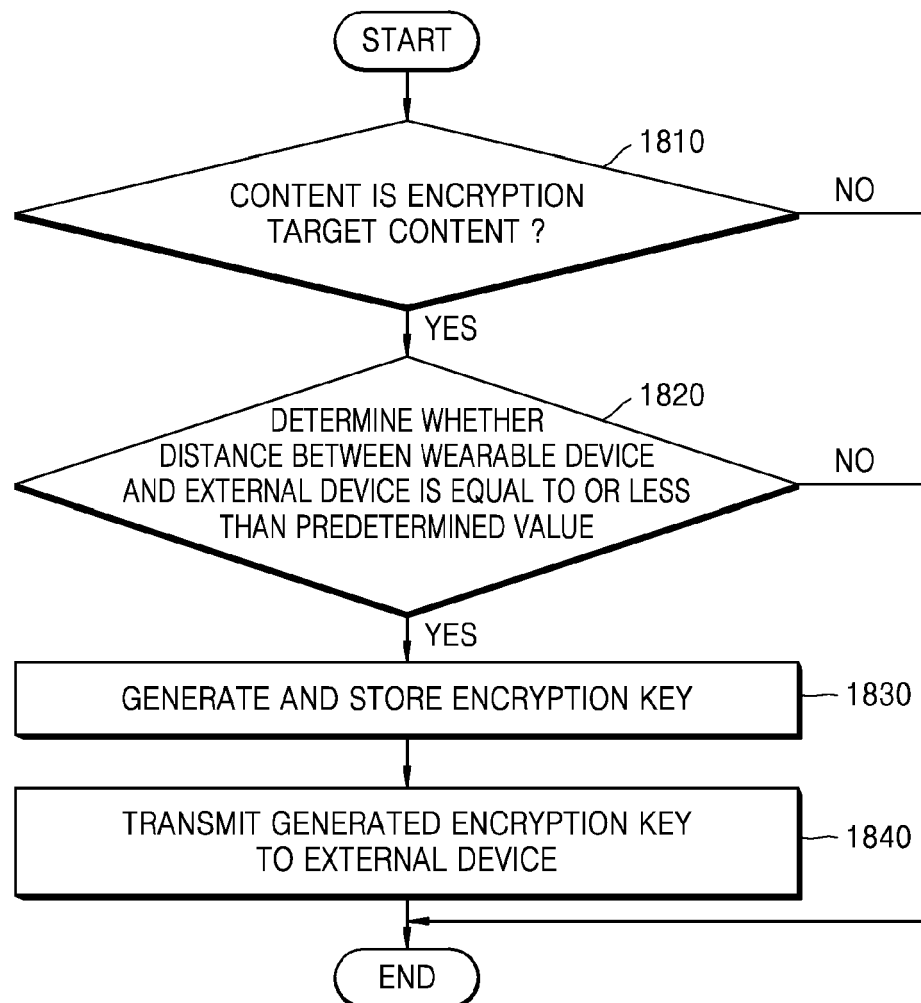 START
1810
CONTENT IS ENCRYPTION
TARGET CONTENT ?
NO
YES
1820
DETERMINE WHETHER
DISTANCE BETWEEN WEARABLE DEVICE
AND EXTERNAL DEVICE IS EQUAL TO OR LESS
THAN PREDETERMINED VALUE
NO
YES
GENERATE AND STORE ENCRYPTION KEY
1830
TRANSMIT GENERATED ENCRYPTION KEY
TO EXTERNAL DEVICE
1840
END